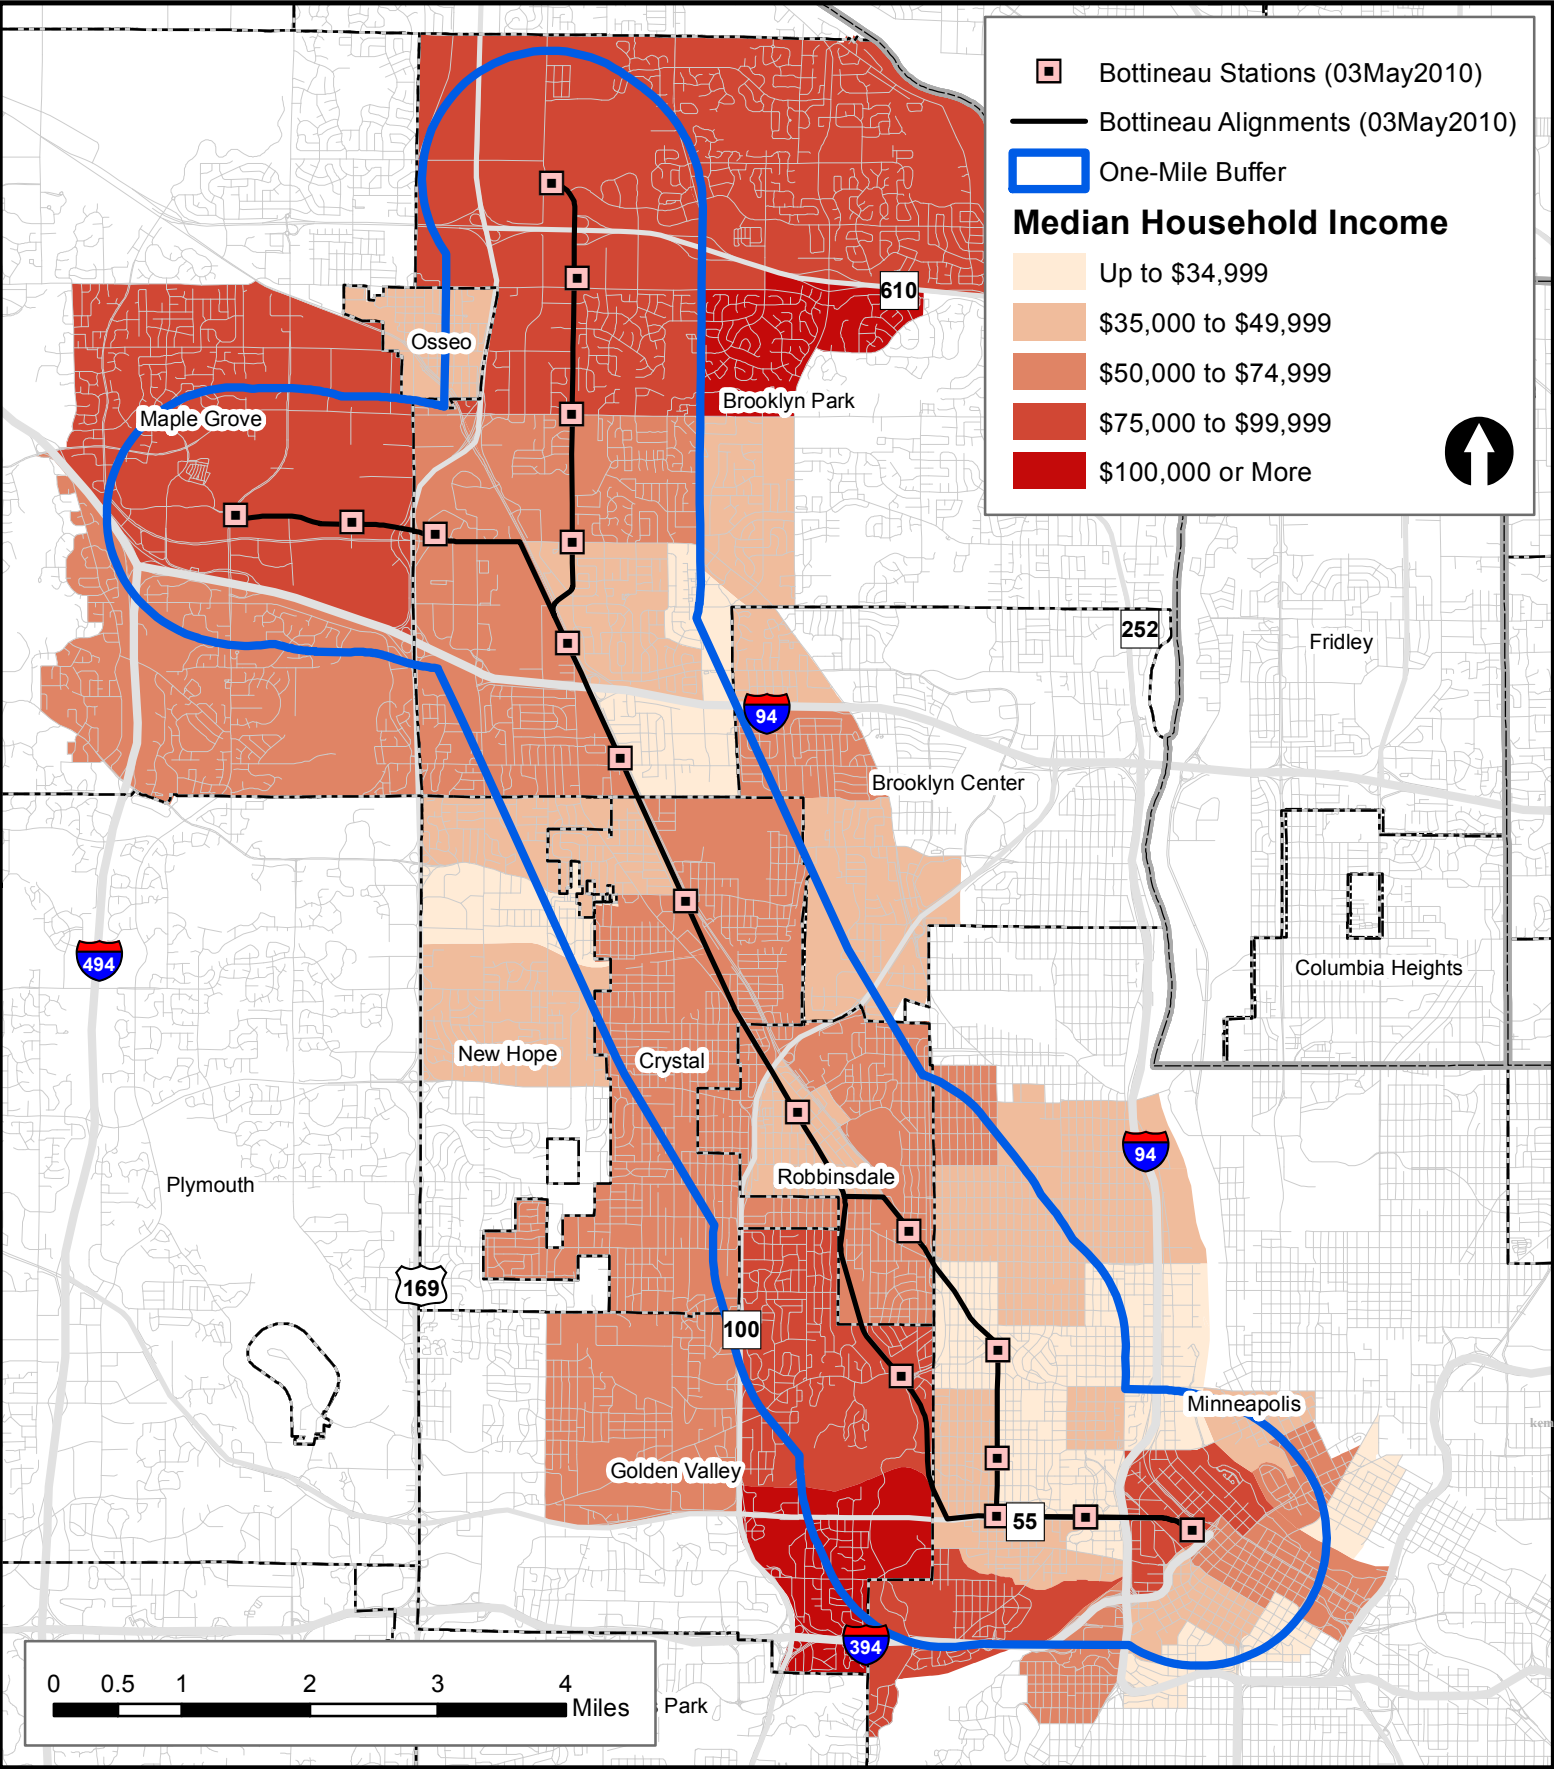 Bottineau Stations (03May2010)
Bottineau Alignments (03May2010)
One-Mile Buffer
Median Household Income
Up to $34,999
$35,000 to $49,999
$50,000 to $74,999
$75,000 to $99,999
$100,000 or More
610
Osseo
Brooklyn Park
Maple Grove
252
Fridley
94
Brooklyn Center
494
Columbia Heights
New Hope
Crystal
94
Robbinsdale
Plymouth
169
100
Minneapolis
Golden Valley
55
394
0 0.5 1 2 3 4
Miles
Park